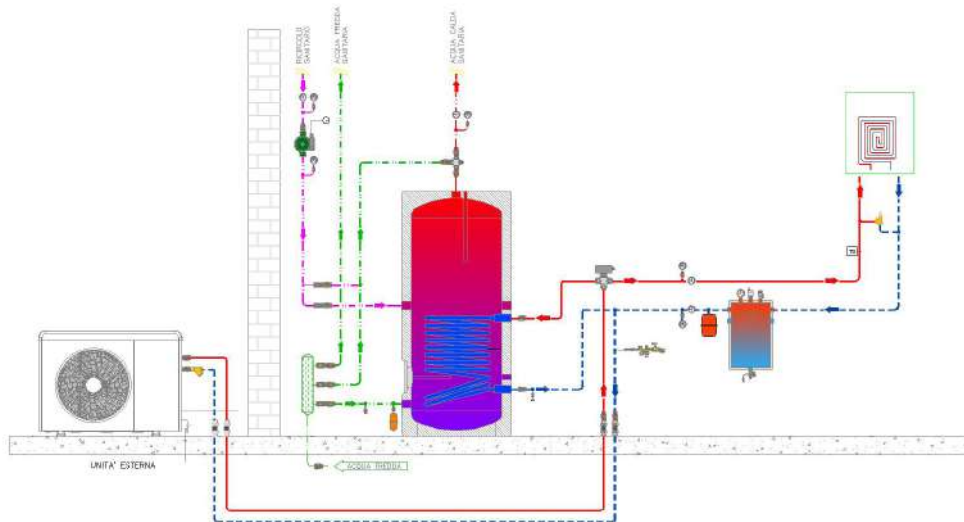 RICIRCOLO
SANITARIO
ACQUA FREDDA
SANITARIA
ACQUA CALDA
SANITARIA
UNITA' ESTERNA
ACQUA FREDDA